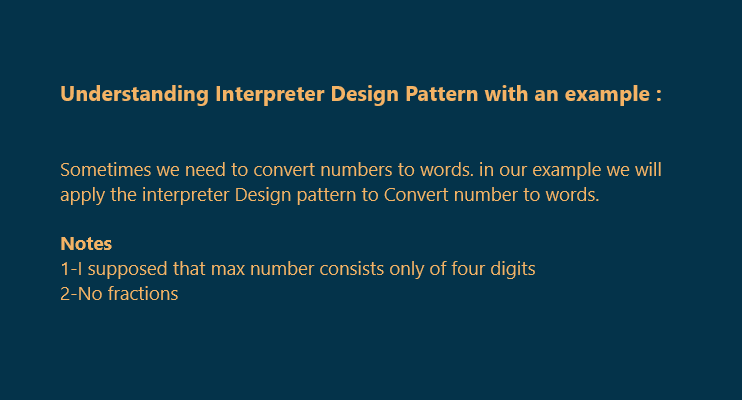 Understanding Interpreter Design Pattern with an example :
Sometimes we need to convert numbers to words. in our example we will
apply the interpreter Design pattern to Convert number to words.
Notes
1-I supposed that max number consists only of four digits
2-No fractions